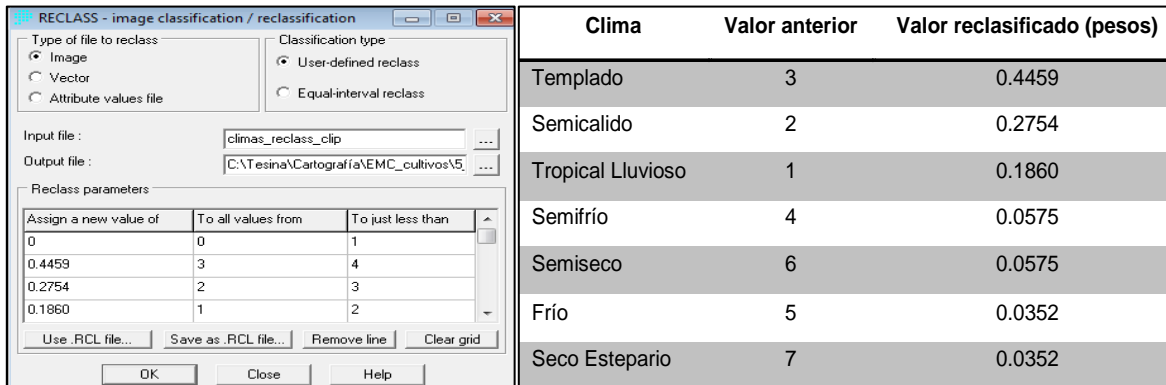 RECLASS - image classification / reclassification
Type of file to reclass
Image
Vector
Attribute values file
Classification type
User-defined reclass
Equal-interval reclass
Input file :
climas_reclass_clip
...
Output file :
C:\Tesina\Cartografía\EMC_cultivos\5_
...
Reclass parameters
Assign a new value of To all values from To just less than
0 0 1
0.4459 3 4
0.2754 2 3
0.1860 1 2
Use .RCL file... Save as .RCL file... Remove line Clear grid
OK Close Help
Clima Valor anterior Valor reclasificado (pesos)
Templado 3 0.4459
Semicalido 2 0.2754
Tropical Lluvioso 1 0.1860
Semifrío 4 0.0575
Semiseco 6 0.0575
Frío 5 0.0352
Seco Estepario 7 0.0352